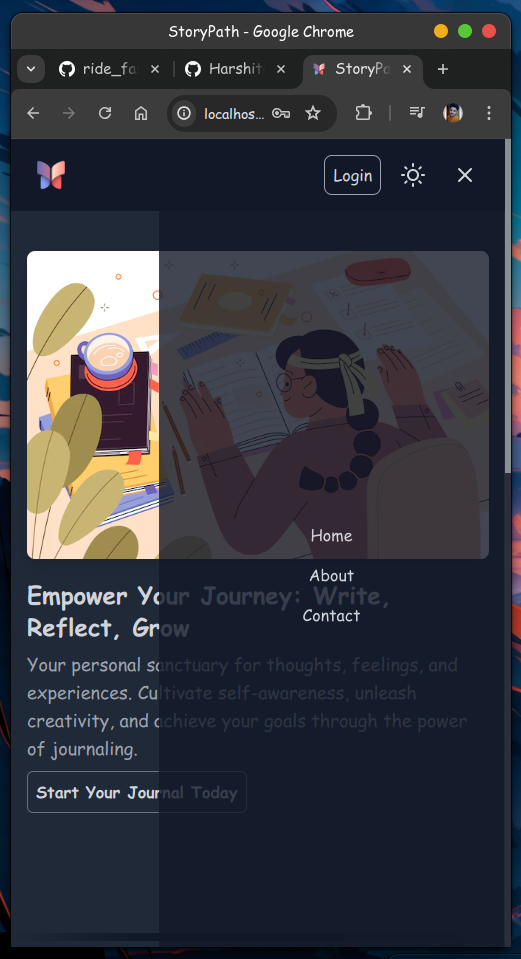 StoryPath - Google Chrome
ride_fa
Harshit
StoryPa
localhos...
Login
Home
About
Contact
Empower Your Journey: Write,
Reflect, Grow
Your personal sanctuary for thoughts, feelings, and
experiences. Cultivate self-awareness, unleash
creativity, and achieve your goals through the power
of journaling.
Start Your Journal Today